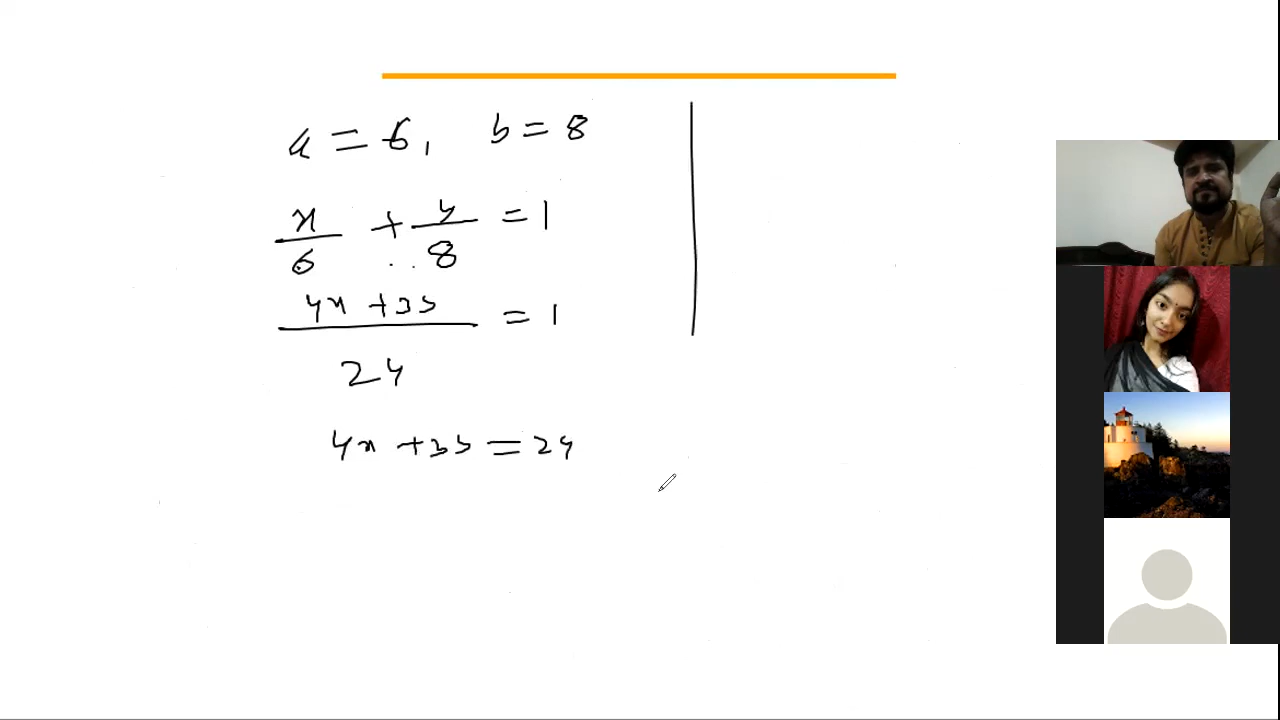 a = 6, b = 8
x/6 + y/8 = 1
4x + 3y / 24 = 1
4x + 3y = 24